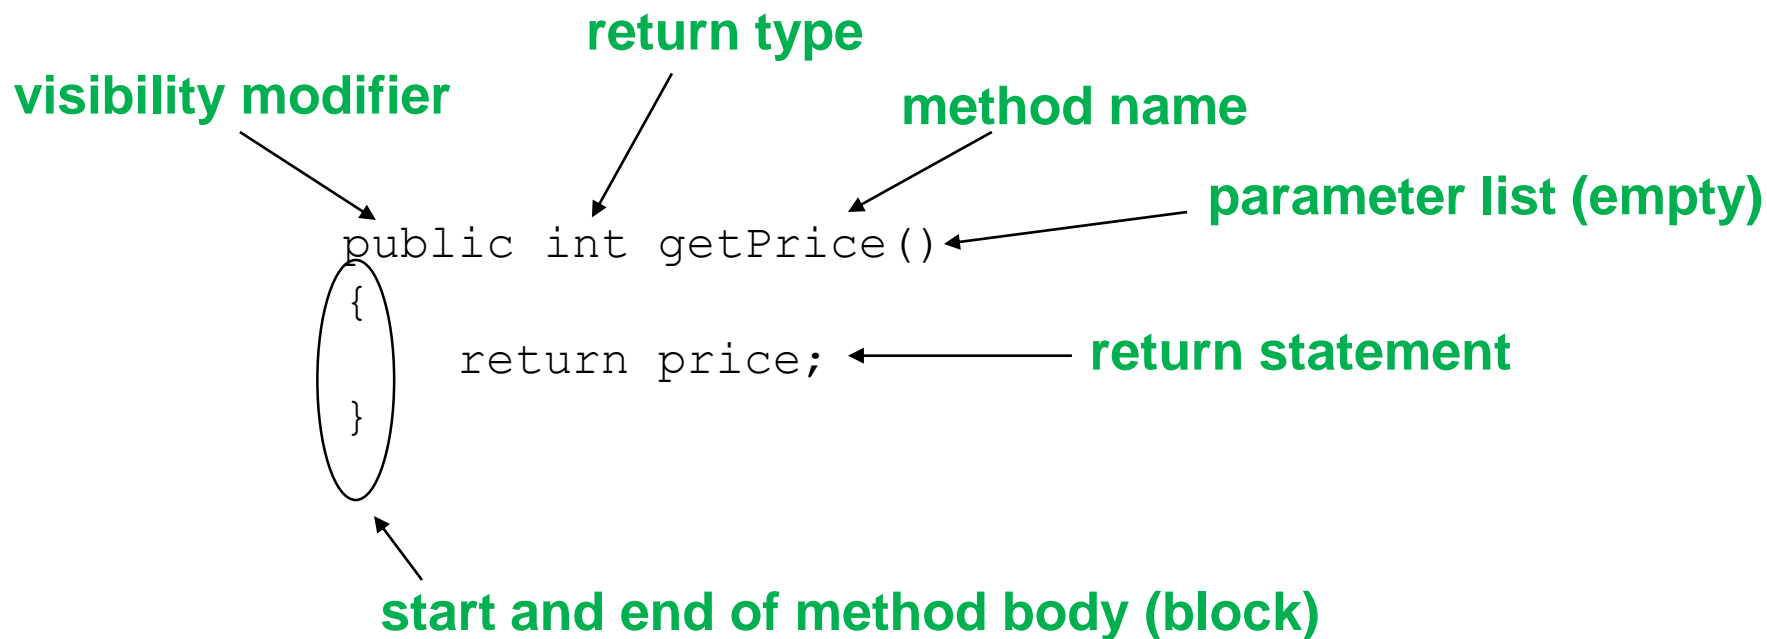 return type
visibility modifier
method name
parameter list (empty)
public int getPrice()
{
return price;
return statement
}
start and end of method body (block)